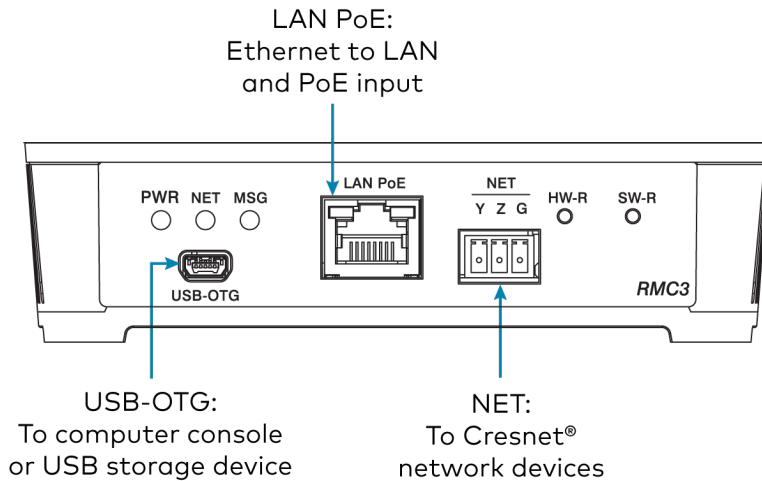 LAN PoE:
Ethernet to LAN
and PoE input
PWR NET MSG
LAN PoE
NET
Y Z G
HW-R
SW-R
USB-OTG
RMC3
USB-OTG:
To computer console
or USB storage device
NET:
To Cresnet®
network devices